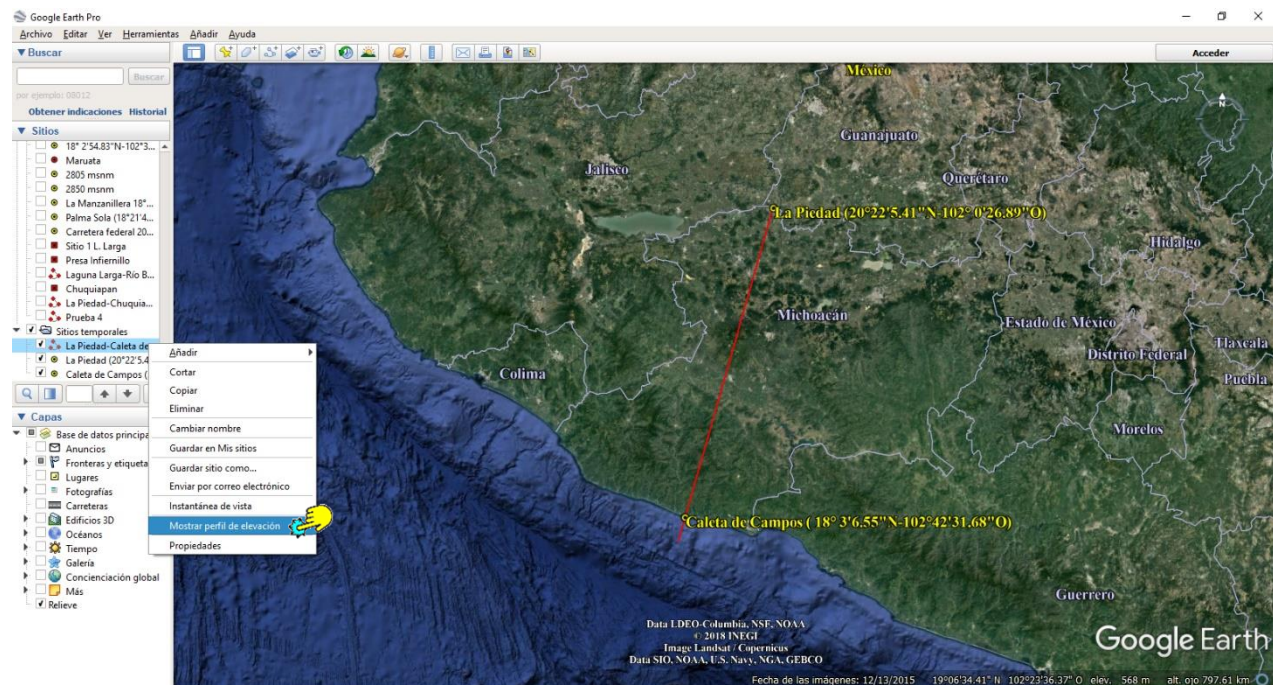 Google Earth Pro
Archivo Editar Ver Herramientas Añadir Ayuda
Buscar
Acceder
Buscar
por ejemplo: 08012
Obtener indicaciones Historial
Sitios
18° 2'54.83"N-102°3...
Maruata
2805 msnm
2850 msnm
La Manzanillera 18°...
Palma Sola (18°21'4...
Carretera federal 20...
Sitio 1 L. Larga
Presa Infiernillo
Laguna Larga-Río B...
Chuquiapan
La Piedad-Chuquia...
Prueba 4
Sitios temporales
La Piedad-Caleta de
La Piedad (20°22'5.4
Caleta de Campos (
Capas
Base de datos principa
Anuncios
Fronteras y etiqueta
Lugares
Fotografías
Carreteras
Edificios 3D
Océanos
Tiempo
Galería
Concienciación global
Más
Relieve
Añadir
Cortar
Copiar
Eliminar
Cambiar nombre
Guardar en Mis sitios
Guardar sitio como...
Enviar por correo electrónico
Instantánea de vista
Mostrar perfil de elevación
Propiedades
México
Guanajuato
Jalisco
Querétaro
La Piedad (20°22'5.41"N-102° 0'26.89"O)
Hidalgo
Michoacán
Estado de México
Distrito Federal
Tlaxcala
Puebla
Colima
Morelos
Caleta de Campos ( 18° 3'6.55"N-102°42'31.68"O)
Guerrero
N
Data LDEO-Columbia, NSF, NOAA
© 2018 INEGI
Image Landsat / Copernicus
Data SIO, NOAA, U.S. Navy, NGA, GEBCO
Google Earth
Fecha de las imágenes: 12/13/2015 19°06'34.41" N 102°23'36.37" O elev. 568 m alt. ojo 797.61 km